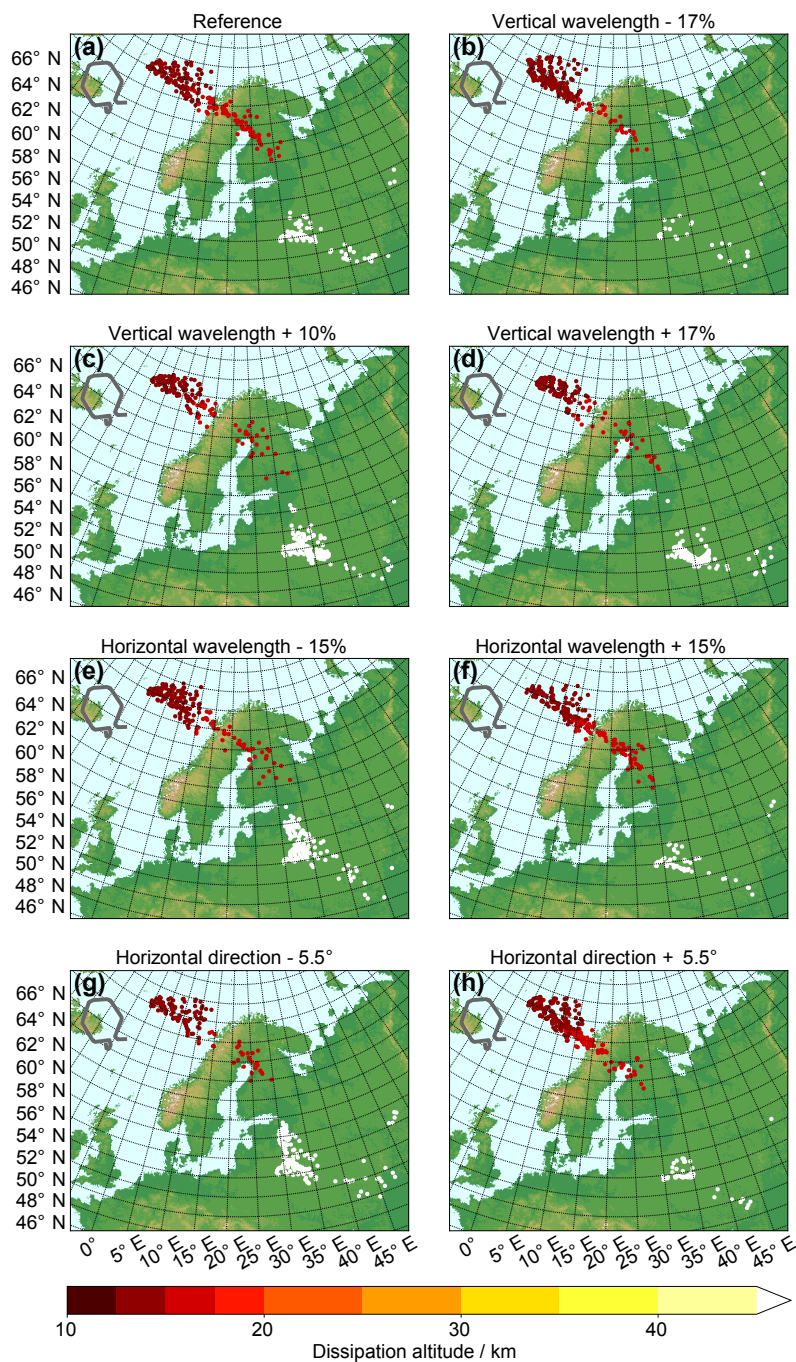 Reference
Vertical wavelength - 17%
(a)
(b)
66° N
64° N
62° N
60° N
58° N
56° N
54° N
52° N
50° N
48° N
46° N
Vertical wavelength + 10%
Vertical wavelength + 17%
(c)
(d)
66° N
64° N
62° N
60° N
58° N
56° N
54° N
52° N
50° N
48° N
46° N
Horizontal wavelength - 15%
Horizontal wavelength + 15%
(e)
(f)
66° N
64° N
62° N
60° N
58° N
56° N
54° N
52° N
50° N
48° N
46° N
Horizontal direction - 5.5°
Horizontal direction + 5.5°
(g)
(h)
66° N
64° N
62° N
60° N
58° N
56° N
54° N
52° N
50° N
48° N
46° N
0° 5° E 10° E 15° E 20° E 25° E 30° E 35° E 40° E 45° E 0° 5° E 10° E 15° E 20° E 25° E 30° E 35° E 40° E 45° E
10 20 30 40
Dissipation altitude / km